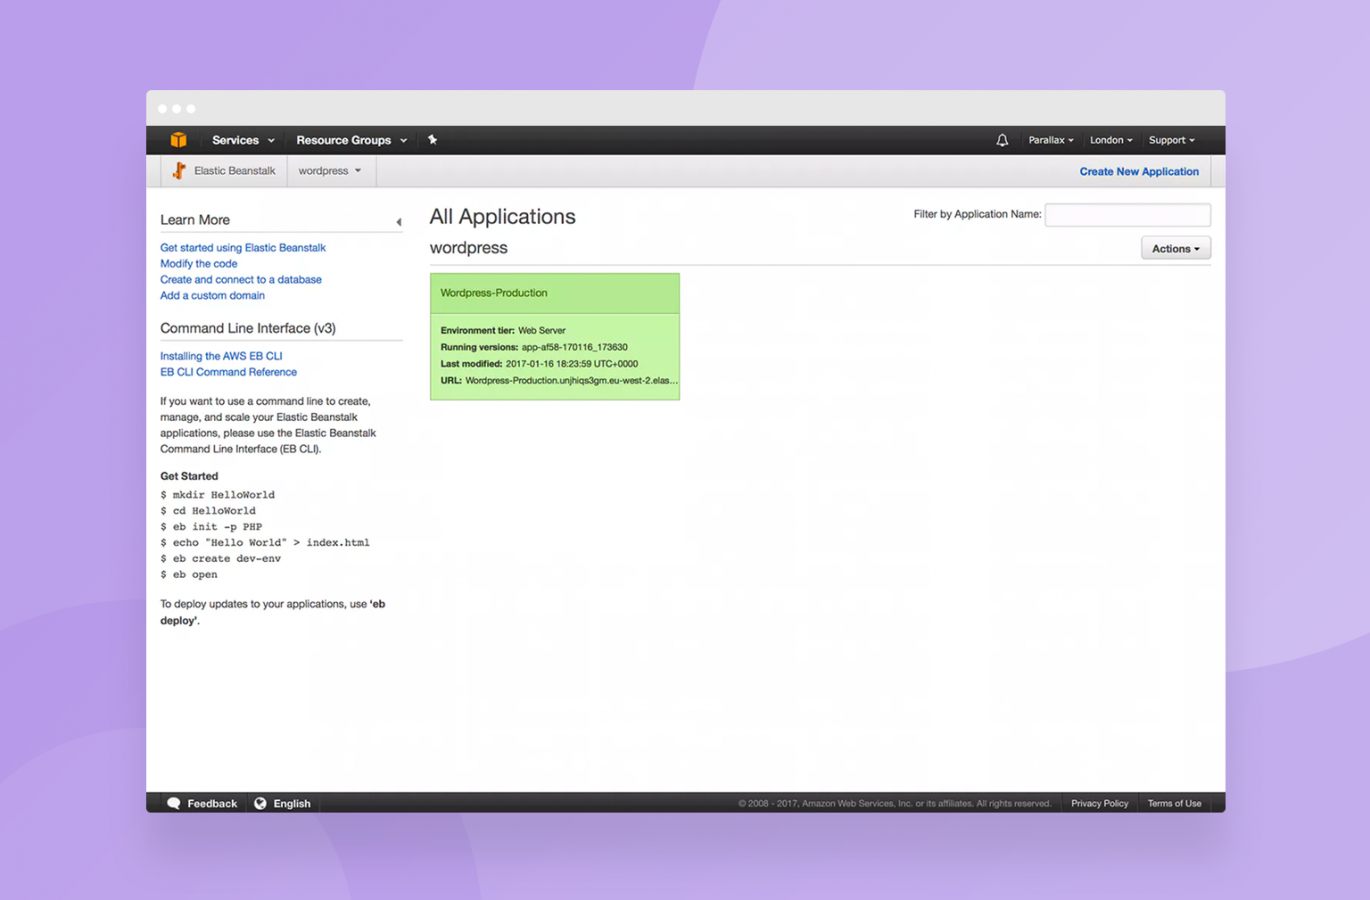 Services
Resource Groups
Parallax
London
Support
Elastic Beanstalk
wordpress
Create New Application
Learn More
Get started using Elastic Beanstalk
Modify the code
Create and connect to a database
Add a custom domain
Command Line Interface (v3)
Installing the AWS EB CLI
EB CLI Command Reference
If you want to use a command line to create,
manage, and scale your Elastic Beanstalk
applications, please use the Elastic Beanstalk
Command Line Interface (EB CLI).
Get Started
$ mkdir HelloWorld
$ cd HelloWorld
$ eb init -p PHP
$ echo "Hello World" > index.html
$ eb create dev-env
$ eb open
To deploy updates to your applications, use 'eb
deploy'.
All Applications
Filter by Application Name:
wordpress
Actions
Wordpress-Production
Environment tier: Web Server
Running versions: app-af58-170116_173630
Last modified: 2017-01-16 18:23:59 UTC+0000
URL: Wordpress-Production.unjhiqs3gm.eu-west-2.elas...
Feedback
English
© 2008 - 2017, Amazon Web Services, Inc. or its affiliates. All rights reserved.
Privacy Policy
Terms of Use